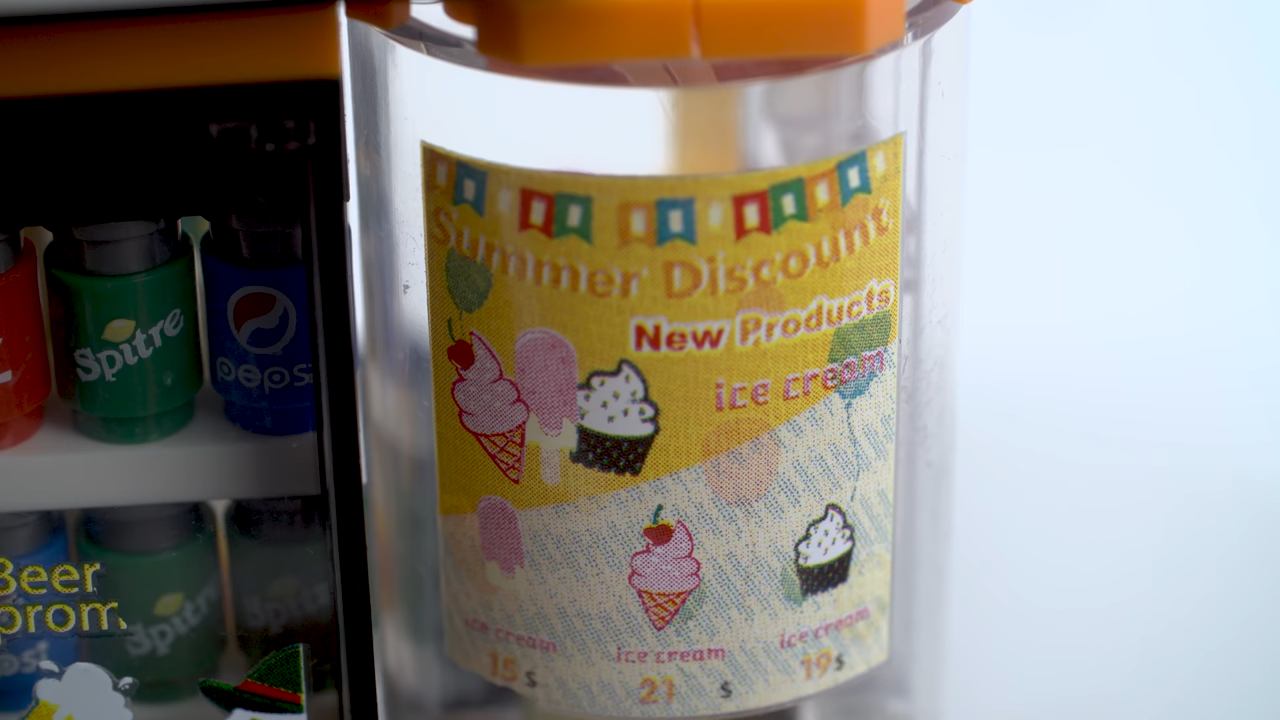 Spitre
pepsi
Beer
prom
Spitre
Summer Discount
New Products
ice cream
ice cream
ice cream
ice cream
15 $
21 $
19 $